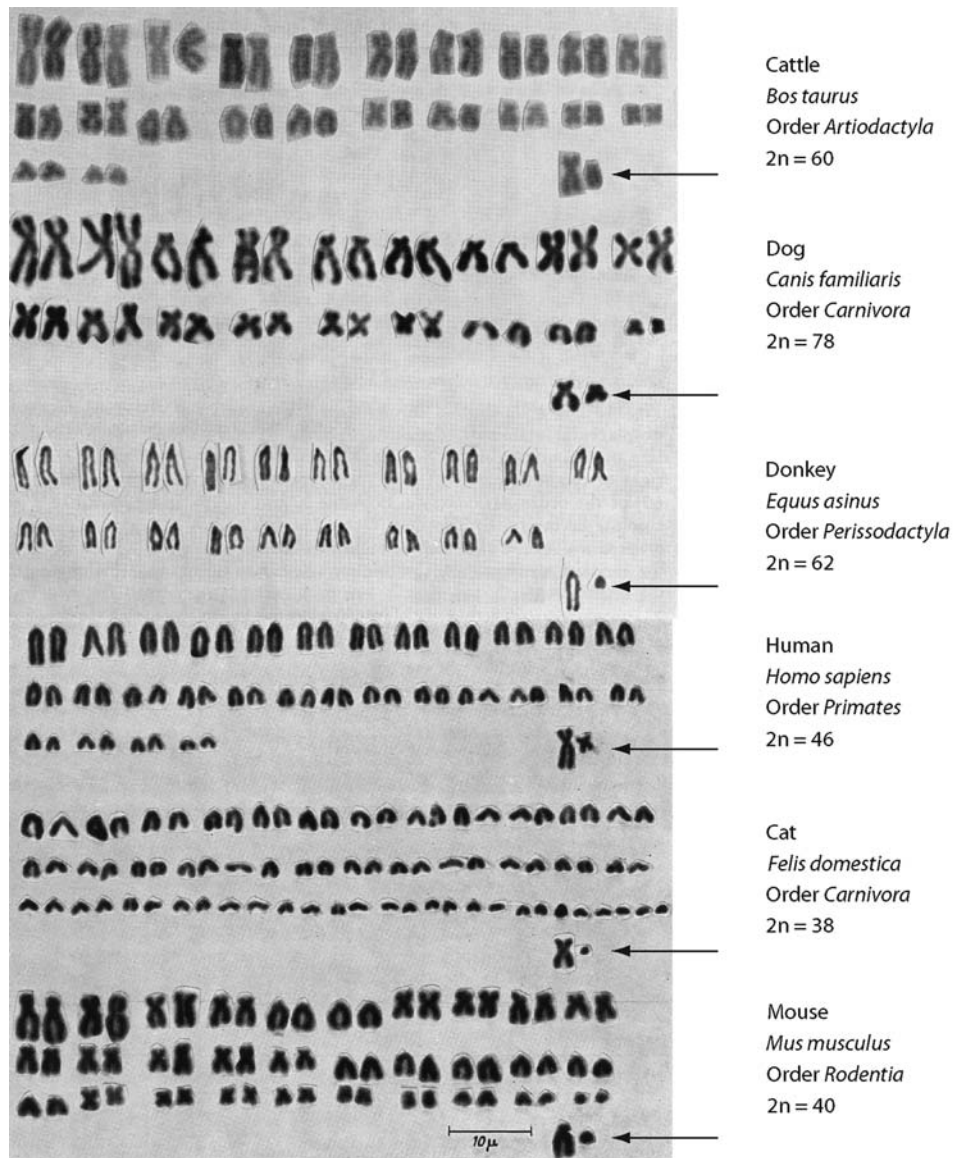 Cattle
Bos taurus
Order Artiodactyla
2n = 60
Dog
Canis familiaris
Order Carnivora
2n = 78
Donkey
Equus asinus
Order Perissodactyla
2n = 62
Human
Homo sapiens
Order Primates
2n = 46
Cat
Felis domestica
Order Carnivora
2n = 38
Mouse
Mus musculus
Order Rodentia
2n = 40
10μ